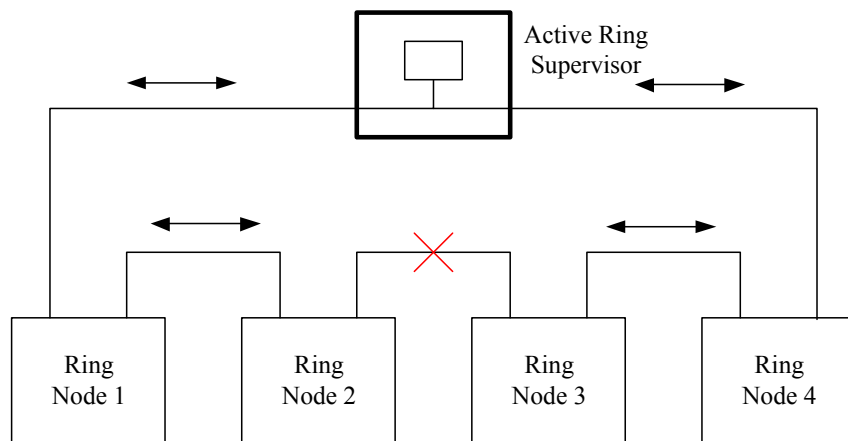 Active Ring
Supervisor
Ring
Node 1
Ring
Node 2
Ring
Node 3
Ring
Node 4